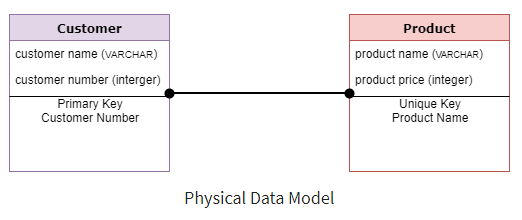 Customer
customer name (VARCHAR)
customer number (interger)
Primary Key
Customer Number
Product
product name (VARCHAR)
product price (integer)
Unique Key
Product Name
Physical Data Model